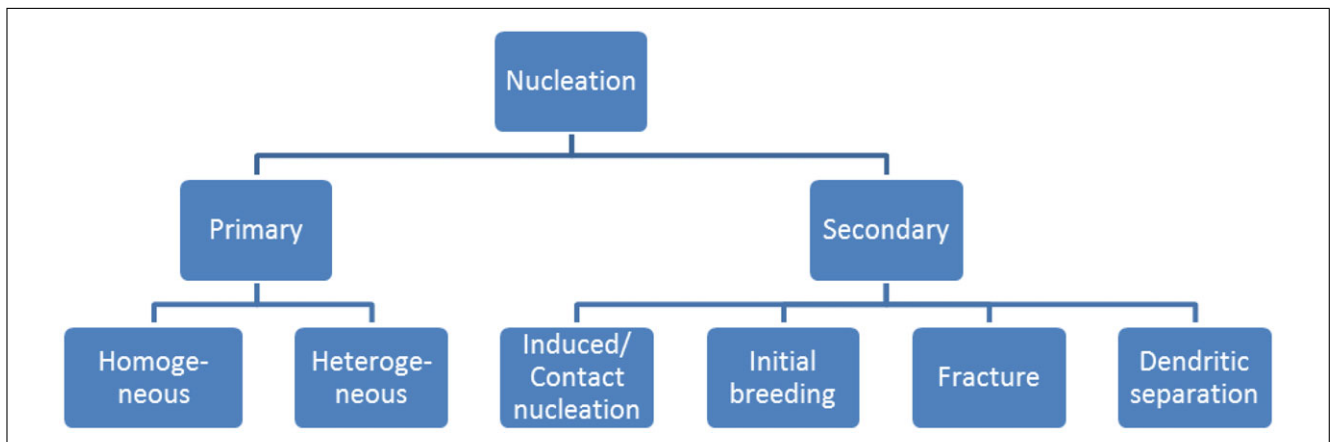 Nucleation
Primary
Secondary
Homoge-
neous
Heteroge-
neous
Induced/
Contact
nucleation
Initial
breeding
Fracture
Dendritic
separation